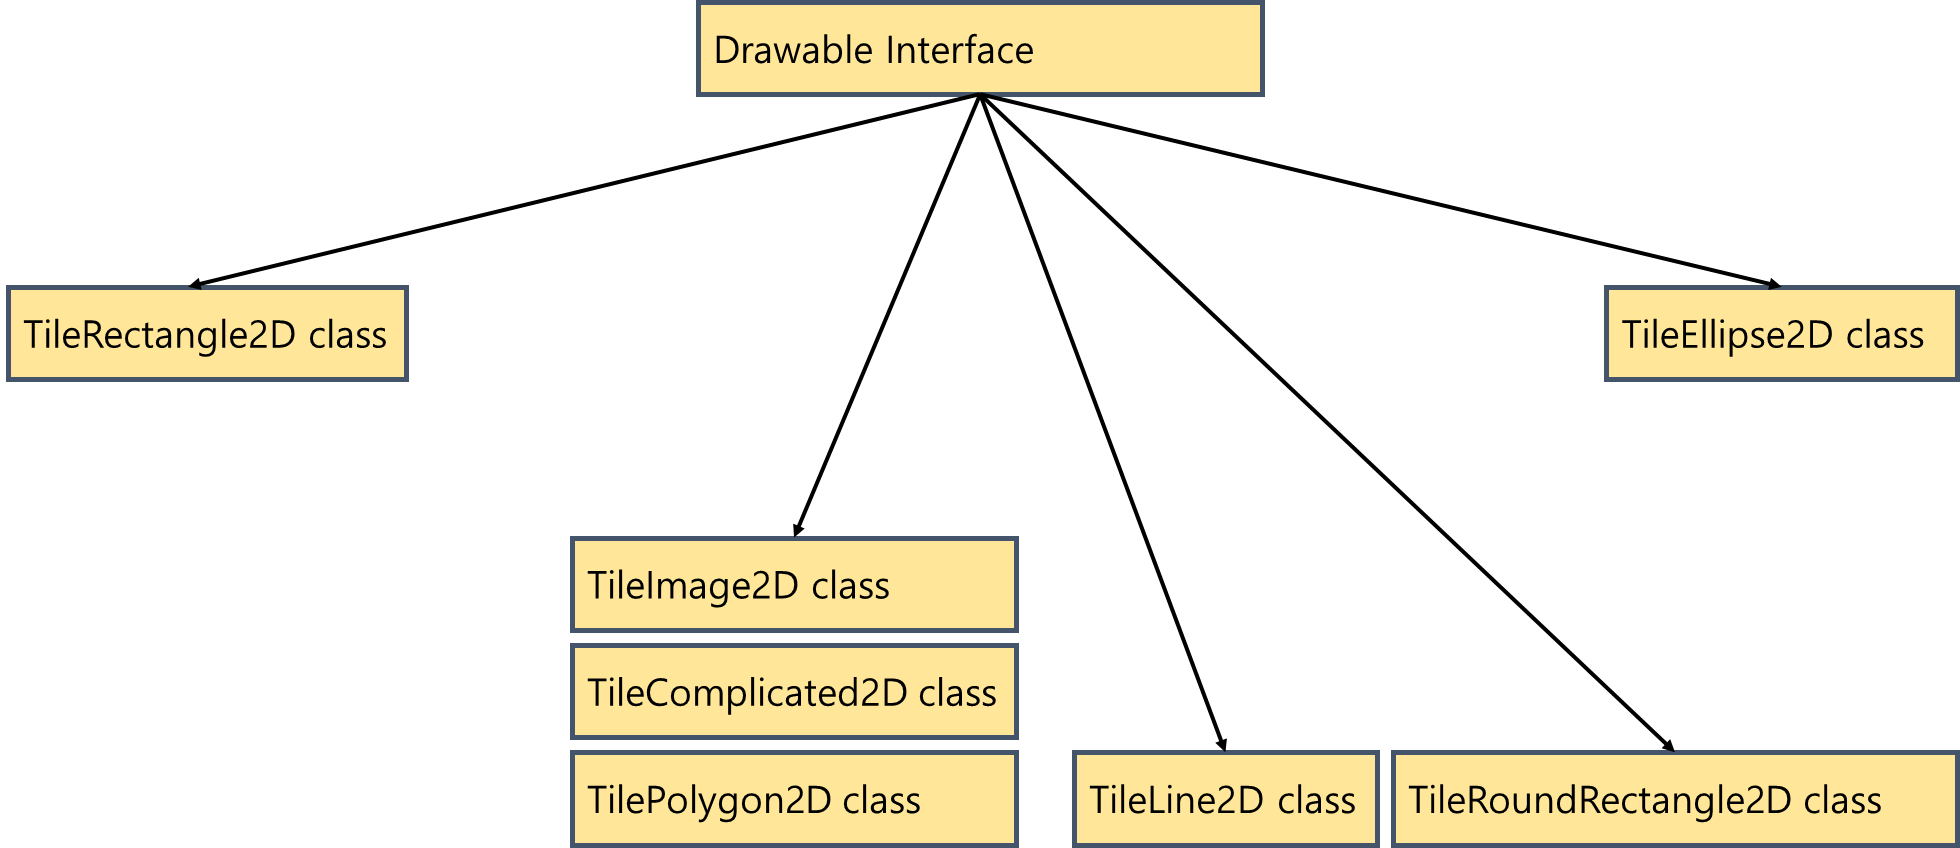 Drawable Interface
TileRectangle2D class
TileEllipse2D class
TileImage2D class
TileComplicated2D class
TilePolygon2D class
TileLine2D class
TileRoundRectangle2D class